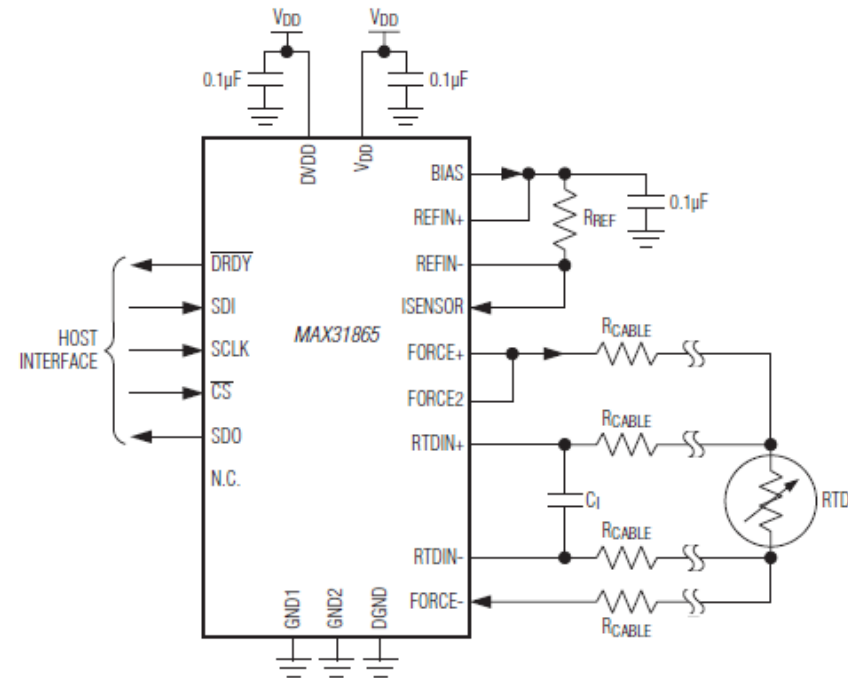 VDD VDD
0.1µF 0.1µF
DVDD VDD
BIAS
REFIN+ RREF 0.1µF
DRDY REFIN-
SDI ISENSOR
HOST INTERFACE
MAX31865
SCLK FORCE+ RCABLE
CS FORCE2
SDO RTDIN+ RCABLE
N.C.
CI RTD
RTDIN- RCABLE
FORCE- RCABLE
GND1 GND2 DGND